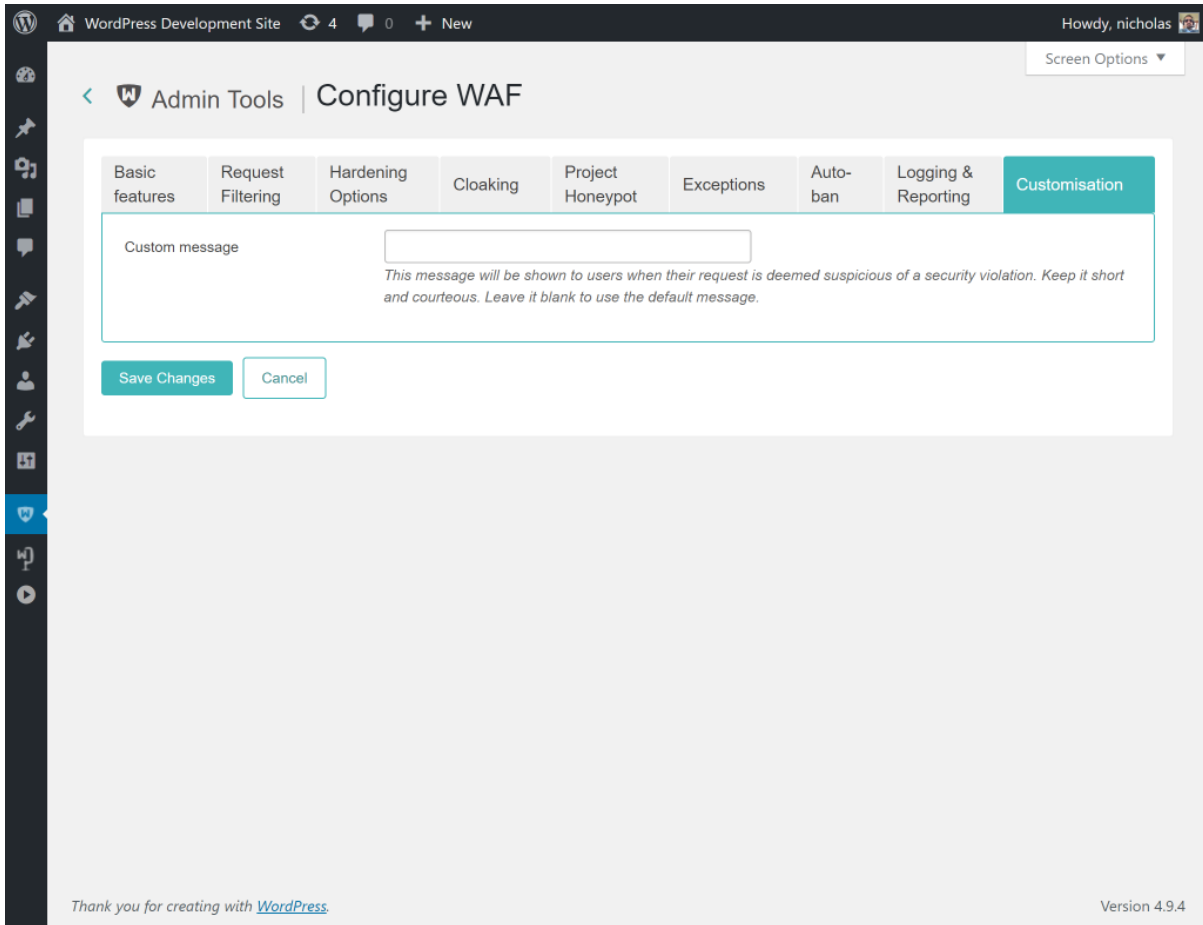 WordPress Development Site 4 0 New Howdy, nicholas
Screen Options ▼
Admin Tools | Configure WAF
Basic features
Request Filtering
Hardening Options
Cloaking
Project Honeypot
Exceptions
Auto-ban
Logging & Reporting
Customisation
Custom message
This message will be shown to users when their request is deemed suspicious of a security violation. Keep it short
and courteous. Leave it blank to use the default message.
Save Changes Cancel
Thank you for creating with WordPress. Version 4.9.4